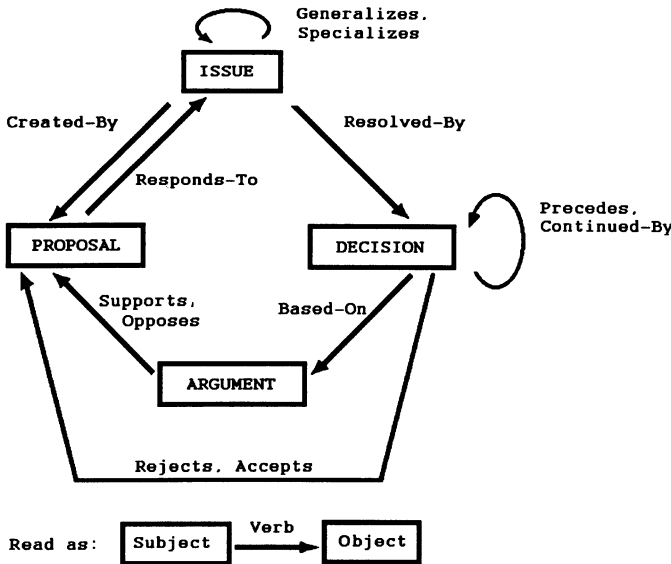 Generalizes,
Specializes
ISSUE
Created-By
Resolved-By
Responds-To
Precedes,
Continued-By
PROPOSAL
DECISION
Supports,
Opposes
Based-On
ARGUMENT
Rejects, Accepts
Read as:
Subject
Verb
Object